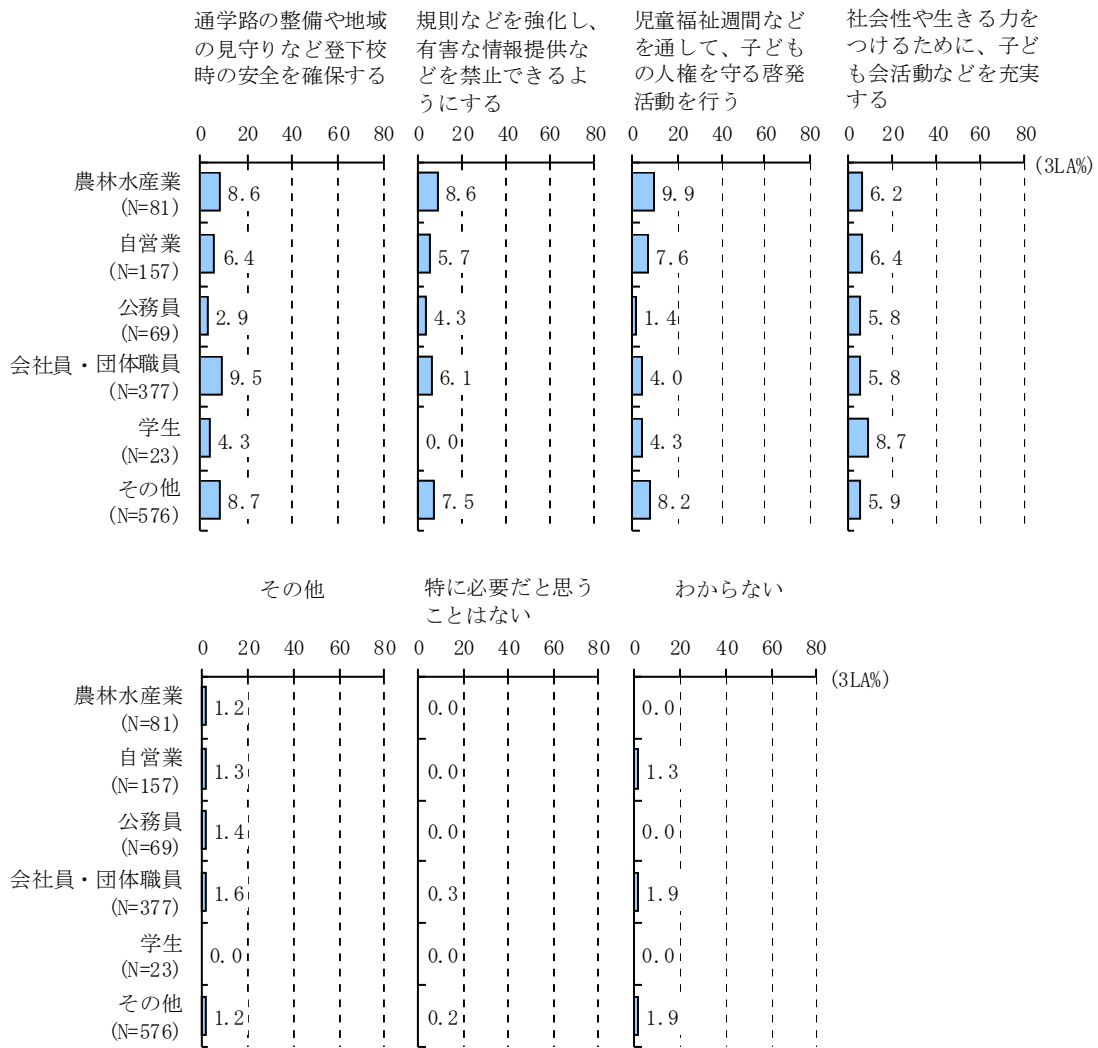 通学路の整備や地域
の見守りなど登下校
時の安全を確保する
規則などを強化し、
有害な情報提供な
どを禁止できるよ
うにする
児童福祉週間など
を通して、子ども
の人権を守る啓発
活動を行う
社会性や生きる力を
つけるために、子ど
も会活動などを充実
する
0 20 40 60 80 0 20 40 60 80 0 20 40 60 80 0 20 40 60 80
(3LA%)
農林水産業 8.6 8.6 9.9 6.2
(N=81)
自営業 6.4 5.7 7.6 6.4
(N=157)
公務員 2.9 4.3 1.4 5.8
(N=69)
会社員・団体職員 9.5 6.1 4.0 5.8
(N=377)
学生 4.3 0.0 4.3 8.7
(N=23)
その他 8.7 7.5 8.2 5.9
(N=576)
その他
特に必要だと思う
ことはない
わからない
0 20 40 60 80 0 20 40 60 80 0 20 40 60 80
(3LA%)
農林水産業 1.2 0.0 0.0
(N=81)
自営業 1.3 0.0 1.3
(N=157)
公務員 1.4 0.0 0.0
(N=69)
会社員・団体職員 1.6 0.3 1.9
(N=377)
学生 0.0 0.0 0.0
(N=23)
その他 1.2 0.2 1.9
(N=576)